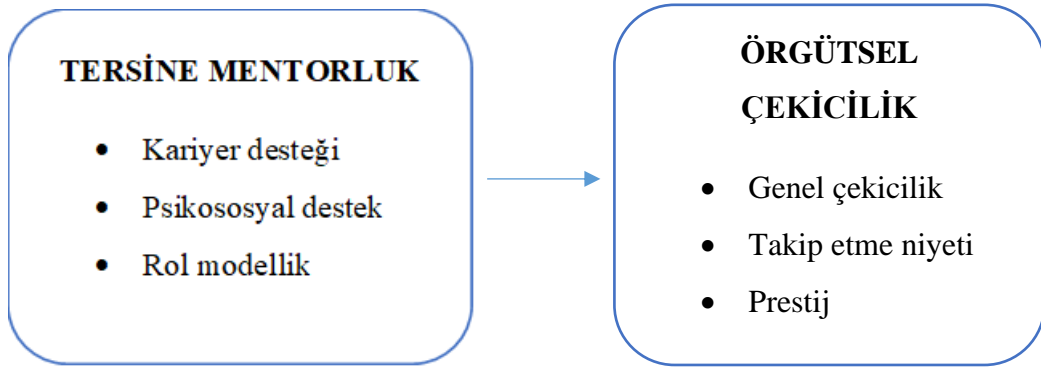 TERSİNE MENTORLUK
• Kariyer desteği
• Psikososyal destek
• Rol modellik
ÖRGÜTSEL
ÇEKİCİLİK
• Genel çekicilik
• Takip etme niyeti
• Prestij